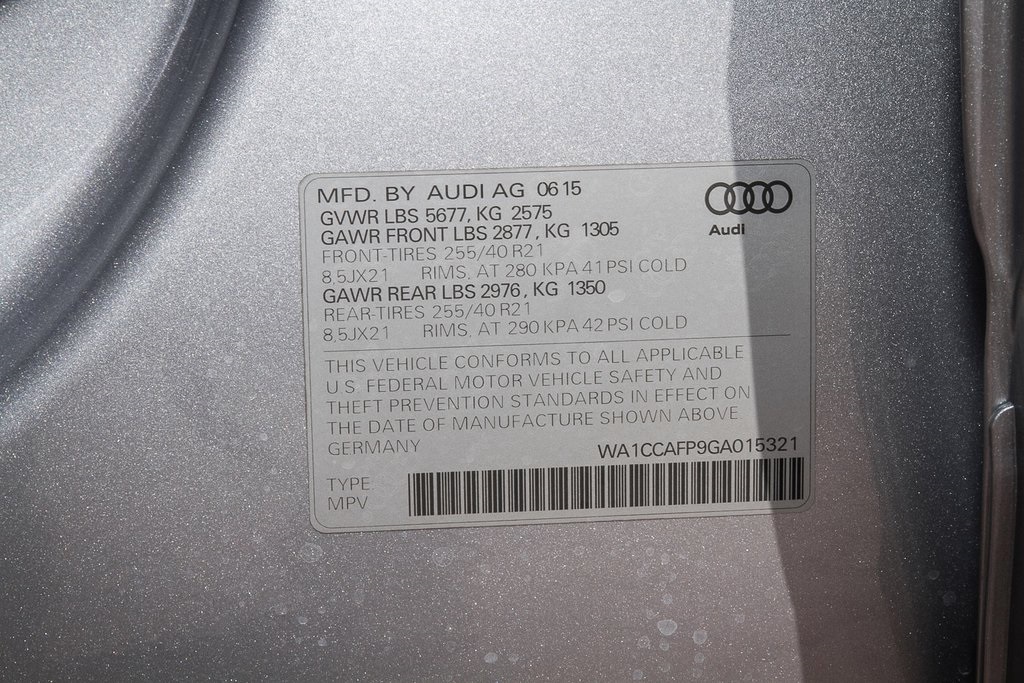 MFD. BY AUDI AG 06 15
GVWR LBS 5677, KG 2575
GAWR FRONT LBS 2877, KG 1305
FRONT-TIRES 255/40 R21
8,5JX21 RIMS, AT 280 KPA 41 PSI COLD
GAWR REAR LBS 2976, KG 1350
REAR-TIRES 255/40 R21
8,5JX21 RIMS, AT 290 KPA 42 PSI COLD
Audi
THIS VEHICLE CONFORMS TO ALL APPLICABLE
U.S. FEDERAL MOTOR VEHICLE SAFETY AND
THEFT PREVENTION STANDARDS IN EFFECT ON
THE DATE OF MANUFACTURE SHOWN ABOVE
GERMANY WA1CCAFP9GA015321
TYPE
MPV